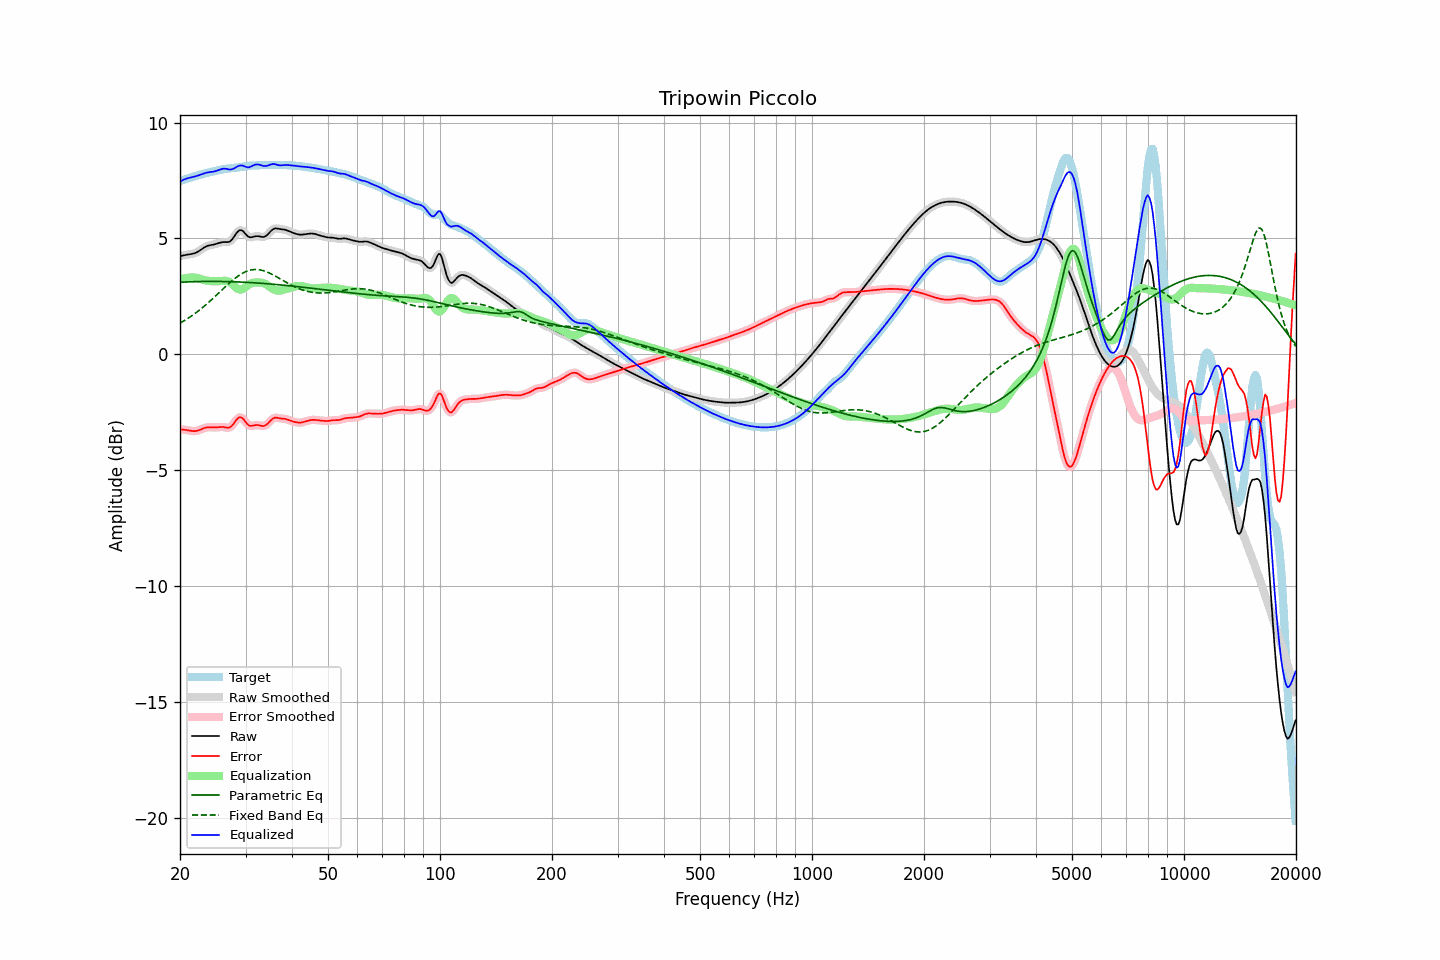 Tripowin Piccolo
10
5
0
−5
−10
−15
−20
Amplitude (dBr)
Target
Raw Smoothed
Error Smoothed
Raw
Error
Equalization
Parametric Eq
Fixed Band Eq
Equalized
20 50 100 200 500 1000 2000 5000 10000 20000
Frequency (Hz)